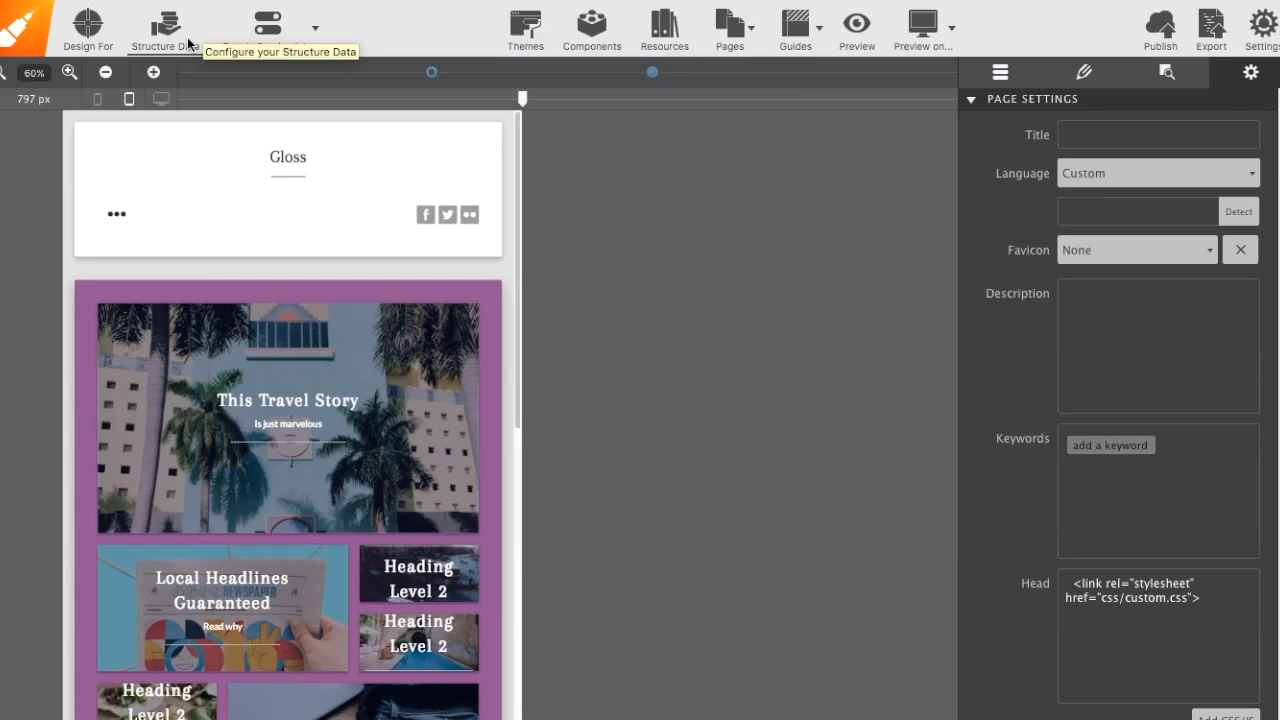 Design For
Structure Da
Configure your Structure Data
Themes
Components
Resources
Pages
Guides
Preview
Preview on...
Publish
Export
Settings
60%
797 px
PAGE SETTINGS
Title
Language
Custom
Detect
Favicon
None
Description
Keywords
add a keyword
Head
<link rel="stylesheet"
href="css/custom.css">
Gloss
This Travel Story
Is just marvelous
Local Headlines
Guaranteed
Read why
NEWSPAPER
Heading
Level 2
Heading
Level 2
Heading
Level 2